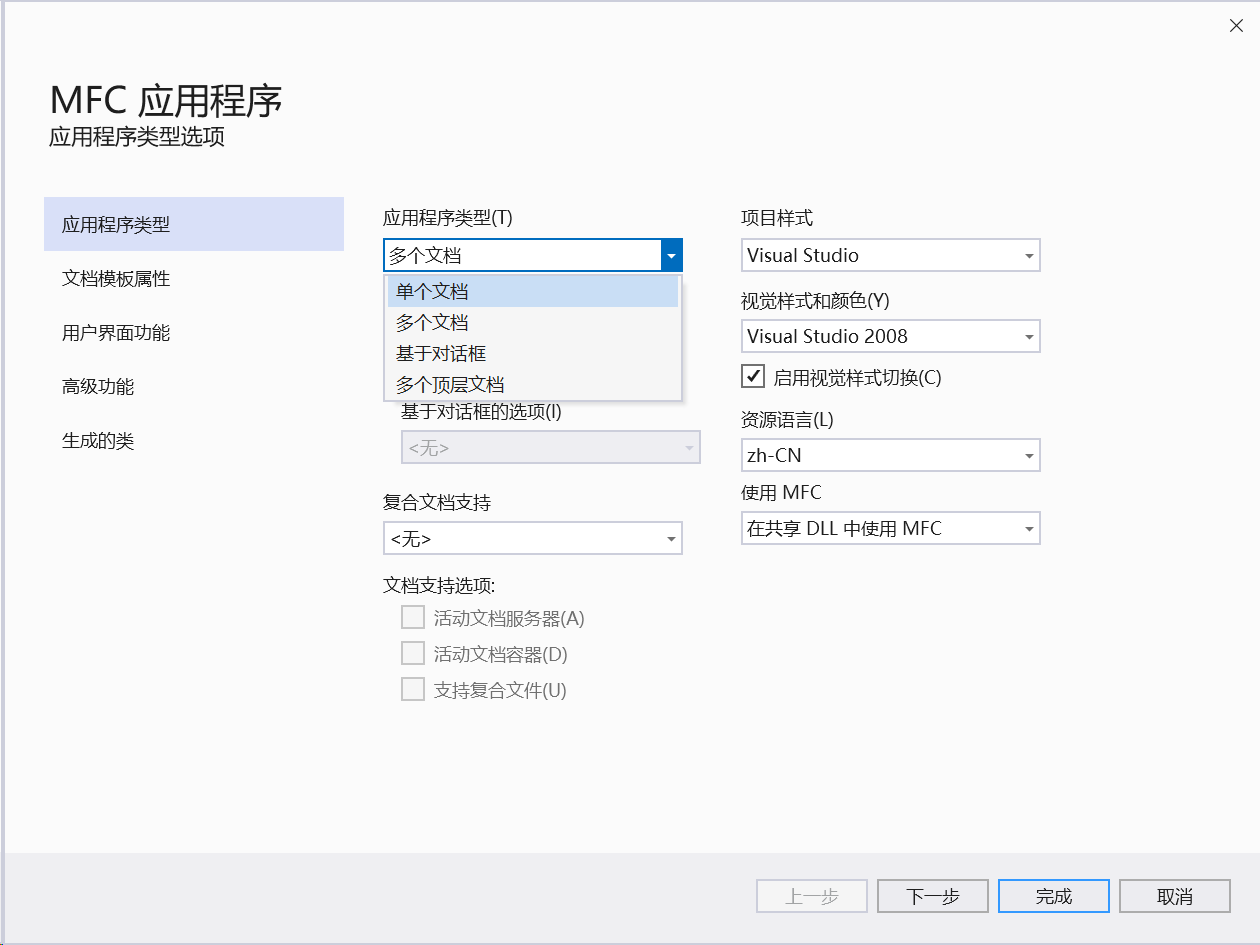 MFC 应用程序
应用程序类型选项
应用程序类型
文档模板属性
用户界面功能
高级功能
生成的类
应用程序类型(T)
多个文档
单个文档
多个文档
基于对话框
多个顶层文档
基于对话框的选项(I)
<无>
复合文档支持
<无>
文档支持选项:
活动文档服务器(A)
活动文档容器(D)
支持复合文件(U)
项目样式
Visual Studio
视觉样式和颜色(Y)
Visual Studio 2008
启用视觉样式切换(C)
资源语言(L)
zh-CN
使用 MFC
在共享 DLL 中使用 MFC
上一步
下一步
完成
取消